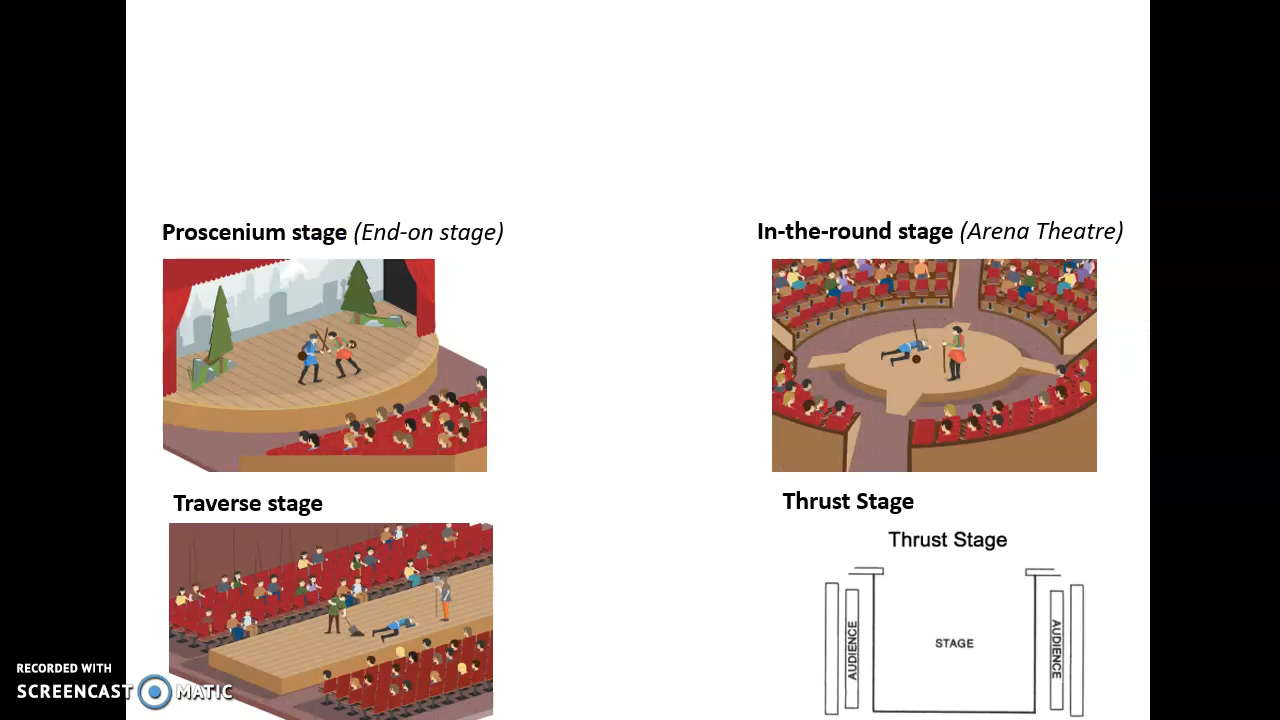 Proscenium stage (End-on stage)
In-the-round stage (Arena Theatre)
Traverse stage
Thrust Stage
Thrust Stage
AUDIENCE
STAGE
AUDIENCE
RECORDED WITH
SCREENCAST MATIC